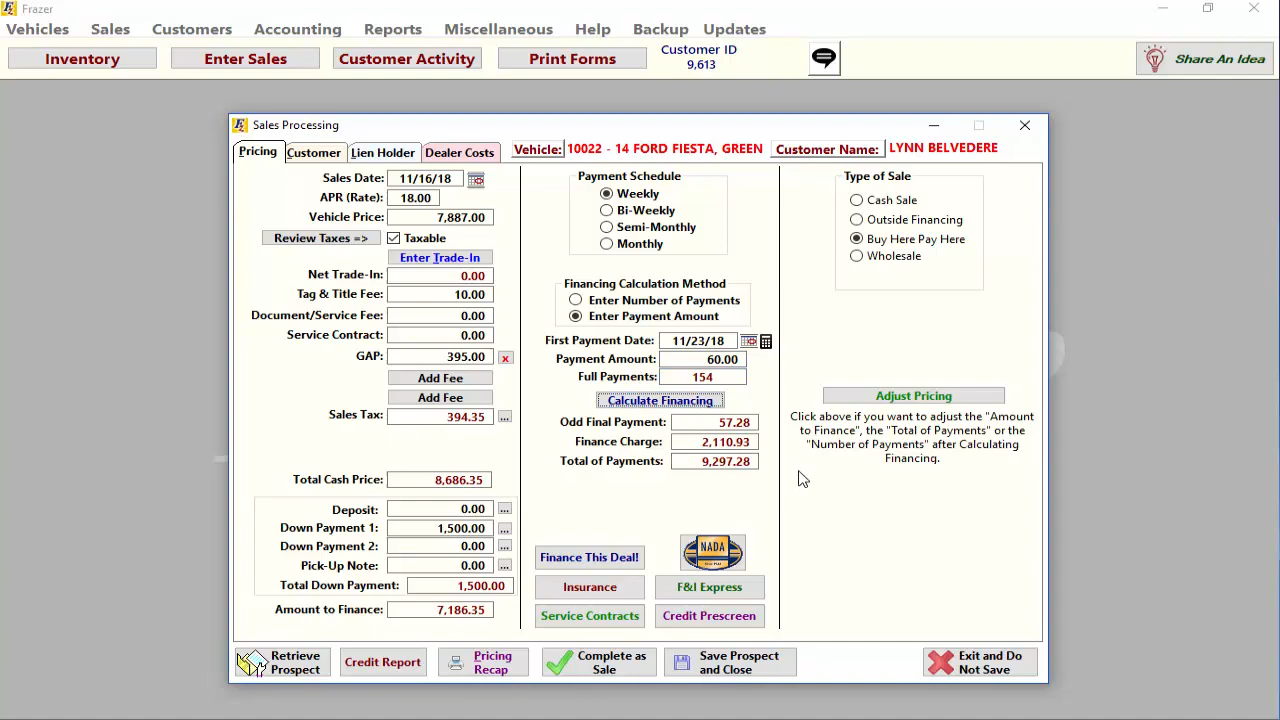 Frazer
Vehicles Sales Customers Accounting Reports Miscellaneous Help Backup Updates
Inventory Enter Sales Customer Activity Print Forms Customer ID Share An Idea
9,613
Sales Processing
Pricing Customer Lien Holder Dealer Costs Vehicle: 10022 - 14 FORD FIESTA, GREEN Customer Name: LYNN BELVEDERE
Sales Date: 11/16/18
APR (Rate): 18.00
Vehicle Price: 7,887.00
Review Taxes => Taxable
Enter Trade-In
Net Trade-In: 0.00
Tag & Title Fee: 10.00
Document/Service Fee: 0.00
Service Contract: 0.00
GAP: 395.00 x
Add Fee
Add Fee
Sales Tax: 394.35 ...
Total Cash Price: 8,686.35
Deposit: 0.00 ...
Down Payment 1: 1,500.00 ...
Down Payment 2: 0.00 ...
Pick-Up Note: 0.00 ...
Total Down Payment: 1,500.00
Amount to Finance: 7,186.35
Payment Schedule
Weekly
Bi-Weekly
Semi-Monthly
Monthly
Financing Calculation Method
Enter Number of Payments
Enter Payment Amount
First Payment Date: 11/23/18
Payment Amount: 60.00
Full Payments: 154
Calculate Financing
Odd Final Payment: 57.28
Finance Charge: 2,110.93
Total of Payments: 9,297.28
Finance This Deal! NADA
Insurance F&I Express
Service Contracts Credit Prescreen
Type of Sale
Cash Sale
Outside Financing
Buy Here Pay Here
Wholesale
Adjust Pricing
Click above if you want to adjust the "Amount
to Finance", the "Total of Payments" or the
"Number of Payments" after Calculating
Financing.
Retrieve Prospect
Credit Report
Pricing Recap
Complete as Sale
Save Prospect and Close
Exit and Do Not Save